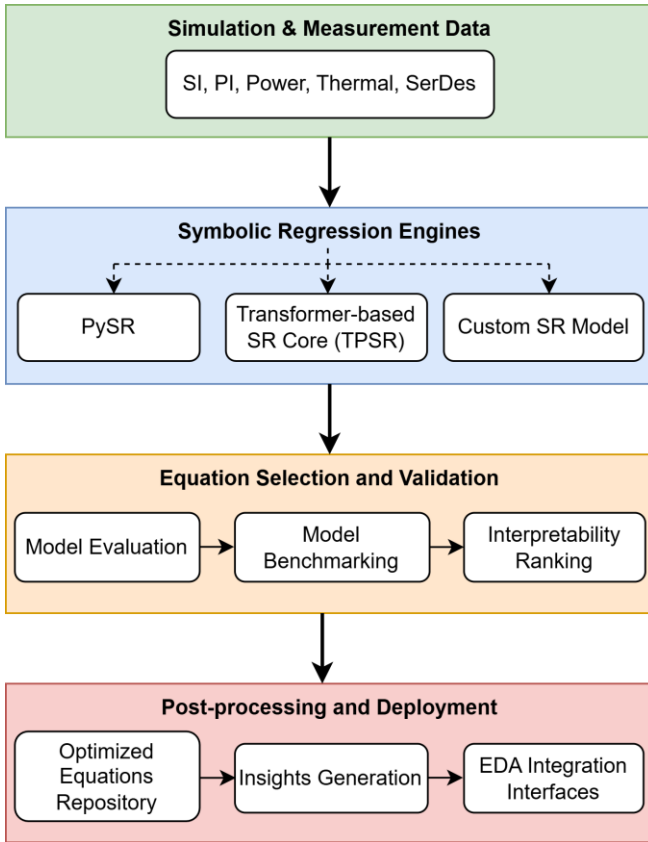 Simulation & Measurement Data
SI, PI, Power, Thermal, SerDes
Symbolic Regression Engines
PySR
Transformer-based
SR Core (TPSR)
Custom SR Model
Equation Selection and Validation
Model Evaluation
Model
Benchmarking
Interpretability
Ranking
Post-processing and Deployment
Optimized
Equations
Repository
Insights Generation
EDA Integration
Interfaces